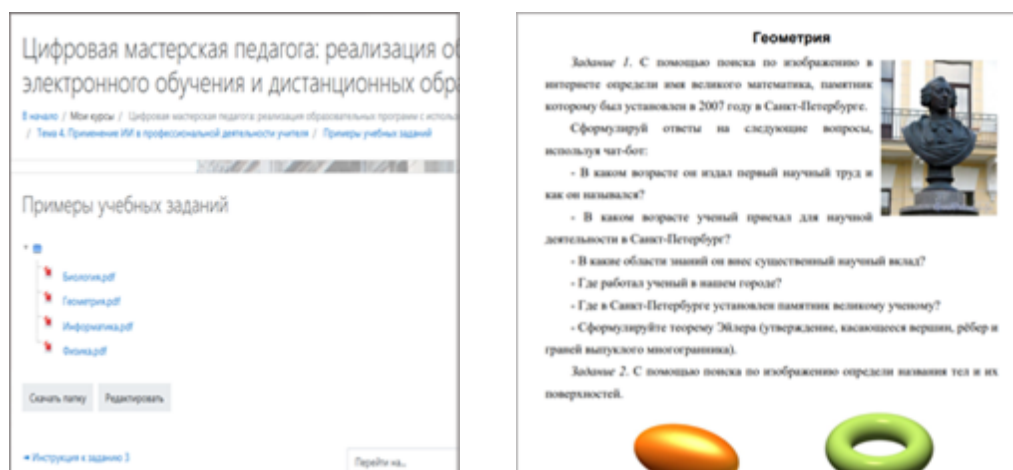 Цифровая мастерская педагога: реализация об
электронного обучения и дистанционных обра
В начало / Мои курсы / Цифровая мастерская педагога: реализация образовательных программ с использ
/ Тема 4. Применение ИИ в профессиональной деятельности учителя / Примеры учебных заданий
Примеры учебных заданий
Биология.pdf
Геометрия.pdf
Информатика.pdf
Физика.pdf
Скачать папку Редактировать
Инструкция к заданию 3
Перейти на...
Геометрия
Задание 1. С помощью поиска по изображению в
интернете определи имя великого математика, памятник
которому был установлен в 2007 году в Санкт-Петербурге.
Сформулируй ответы на следующие вопросы,
используя чат-бот:
- В каком возрасте он издал первый научный труд и
как он назывался?
- В каком возрасте ученый приехал для научной
деятельности в Санкт-Петербург?
- В какие области знаний он внес существенный научный вклад?
- Где работал ученый в нашем городе?
- Где в Санкт-Петербурге установлен памятник великому ученому?
- Сформулируйте теорему Эйлера (утверждение, касающееся вершин, рёбер и
граней выпуклого многогранника).
Задание 2. С помощью поиска по изображению определи названия тел и их
поверхностей.